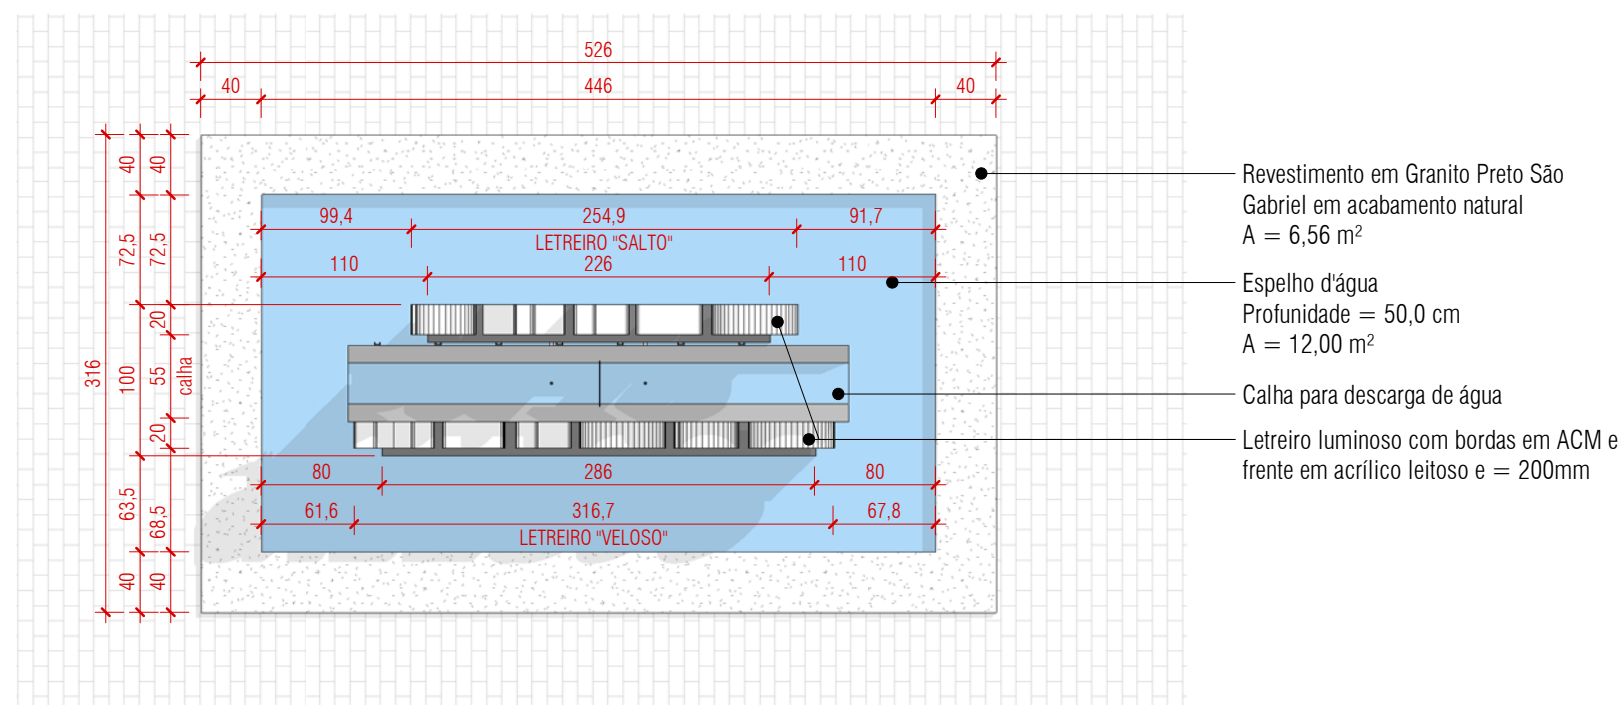 526
40
446
40
316
40
72,5
100
63,5
40
40
72,5
20
55
calha
20
68,5
40
99,4
254,9
91,7
LETREIRO "SALTO"
110
226
110
80
286
80
61,6
316,7
67,8
LETREIRO "VELOSO"
Revestimento em Granito Preto São
Gabriel em acabamento natural
A = 6,56 m²
Espelho d'água
Profunidade = 50,0 cm
A = 12,00 m²
Calha para descarga de água
Letreiro luminoso com bordas em ACM e
frente em acrílico leitoso e = 200mm